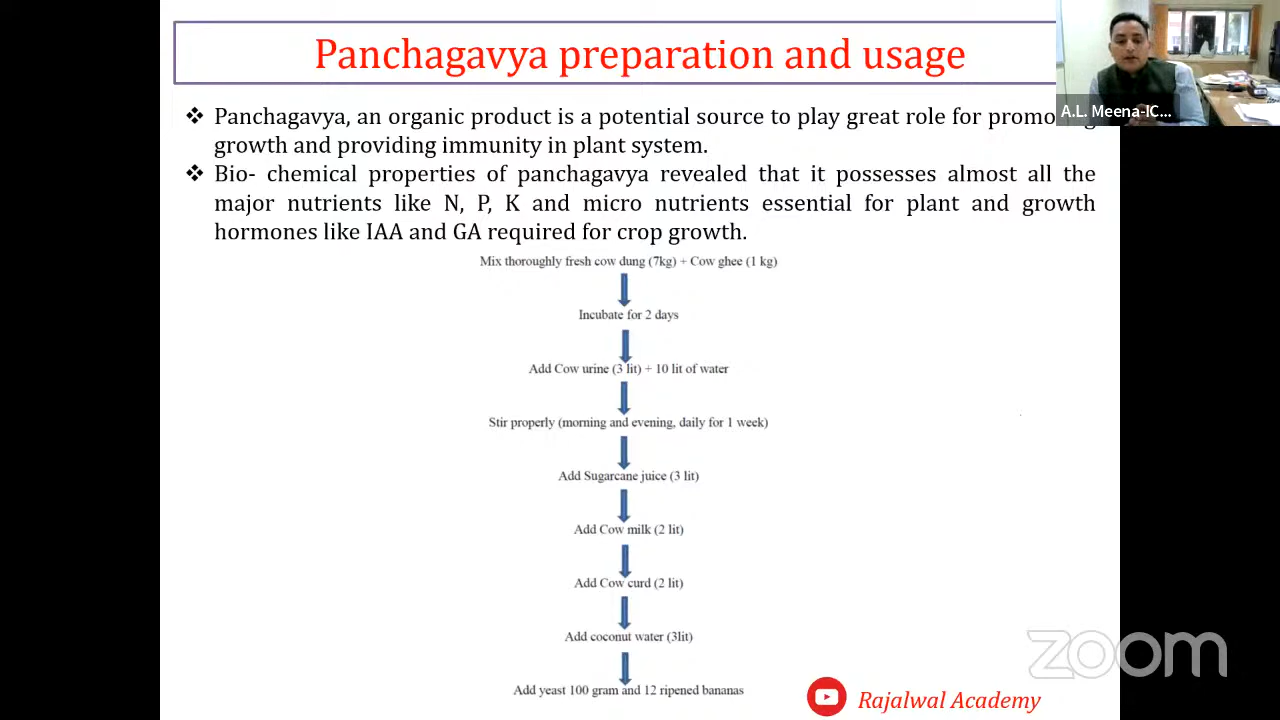 Panchagavya preparation and usage
A.L. Meena-IC...
❖ Panchagavya, an organic product is a potential source to play great role for promoting
growth and providing immunity in plant system.
❖ Bio- chemical properties of panchagavya revealed that it possesses almost all the
major nutrients like N, P, K and micro nutrients essential for plant and growth
hormones like IAA and GA required for crop growth.
Mix thoroughly fresh cow dung (7kg) + Cow ghee (1 kg)
Incubate for 2 days
Add Cow urine (3 lit) + 10 lit of water
Stir properly (morning and evening, daily for 1 week)
Add Sugarcane juice (3 lit)
Add Cow milk (2 lit)
Add Cow curd (2 lit)
Add coconut water (3lit)
Add yeast 100 gram and 12 ripened bananas
zoom
Rajalwal Academy